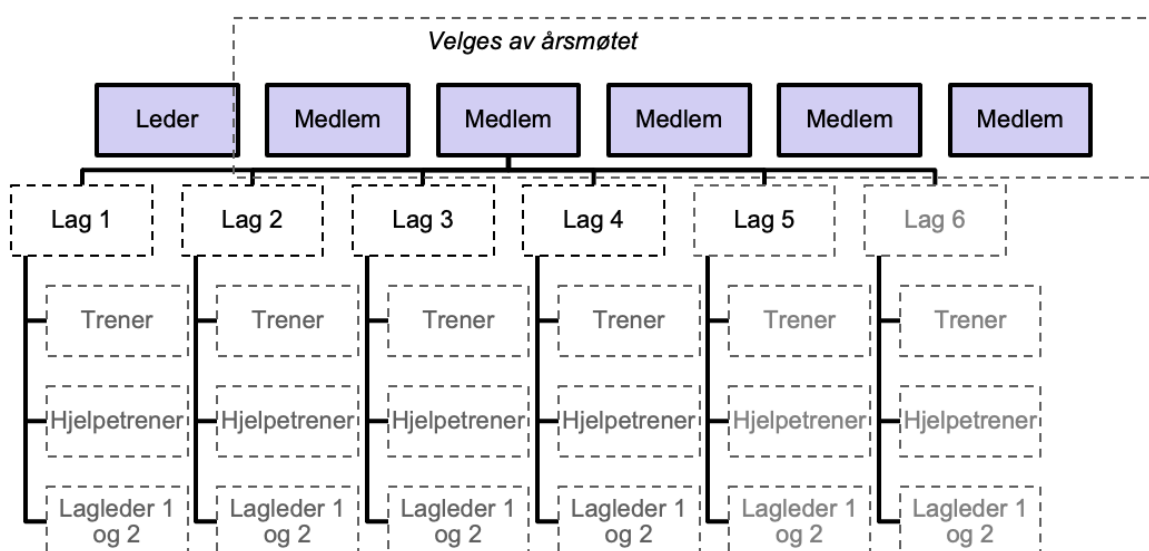 Velges av årsmøtet
Leder
Medlem
Medlem
Medlem
Medlem
Medlem
Lag 1
Lag 2
Lag 3
Lag 4
Lag 5
Lag 6
Trener
Trener
Trener
Trener
Trener
Trener
Hjelpetrener
Hjelpetrener
Hjelpetrener
Hjelpetrener
Hjelpetrener
Hjelpetrener
Lagleder 1
og 2
Lagleder 1
og 2
Lagleder 1
og 2
Lagleder 1
og 2
Lagleder 1
og 2
Lagleder 1
og 2